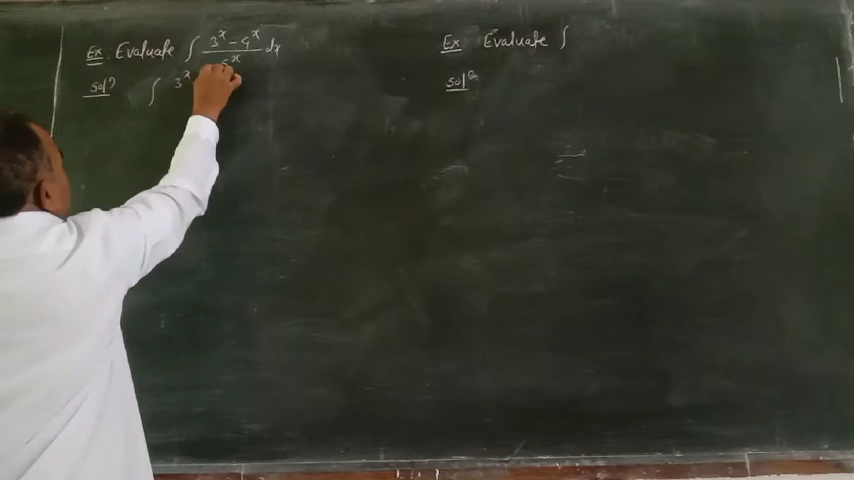 Ex. Evaluate ∫ (3^x - 4^x)/5^x dx
Sol? ∫ 3^x
Ex. Evaluate ∫
Sol